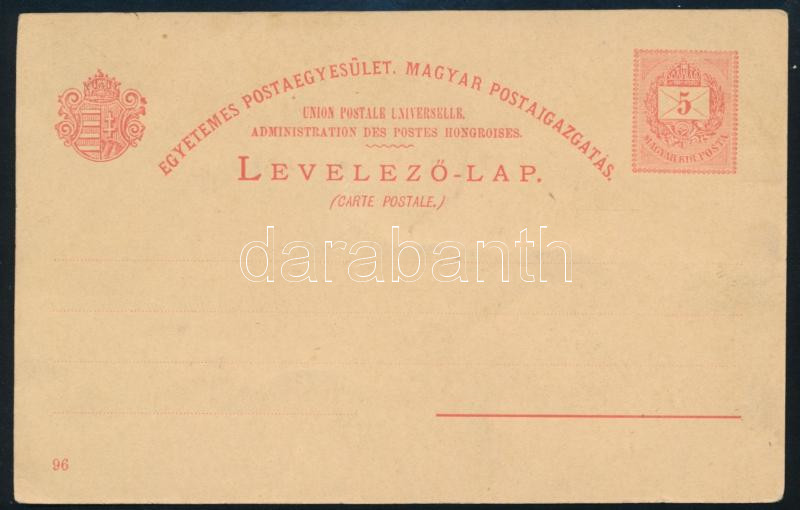 EGYETEMES POSTAEGYESÜLET. MAGYAR POSTAIGAZGATÁS.
UNION POSTALE UNIVERSELLE.
ADMINISTRATION DES POSTES HONGROISES.
LEVELEZŐ-LAP.
(CARTE POSTALE.)
5
MAGYAR KIR. POSTA
darabanth
96